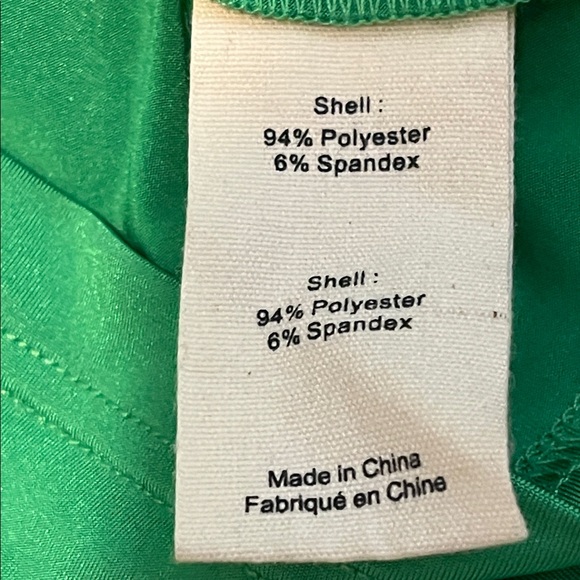 Shell :
94% Polyester
6% Spandex
Shell :
94% Polyester
6% Spandex
Made in China
Fabriqué en Chine